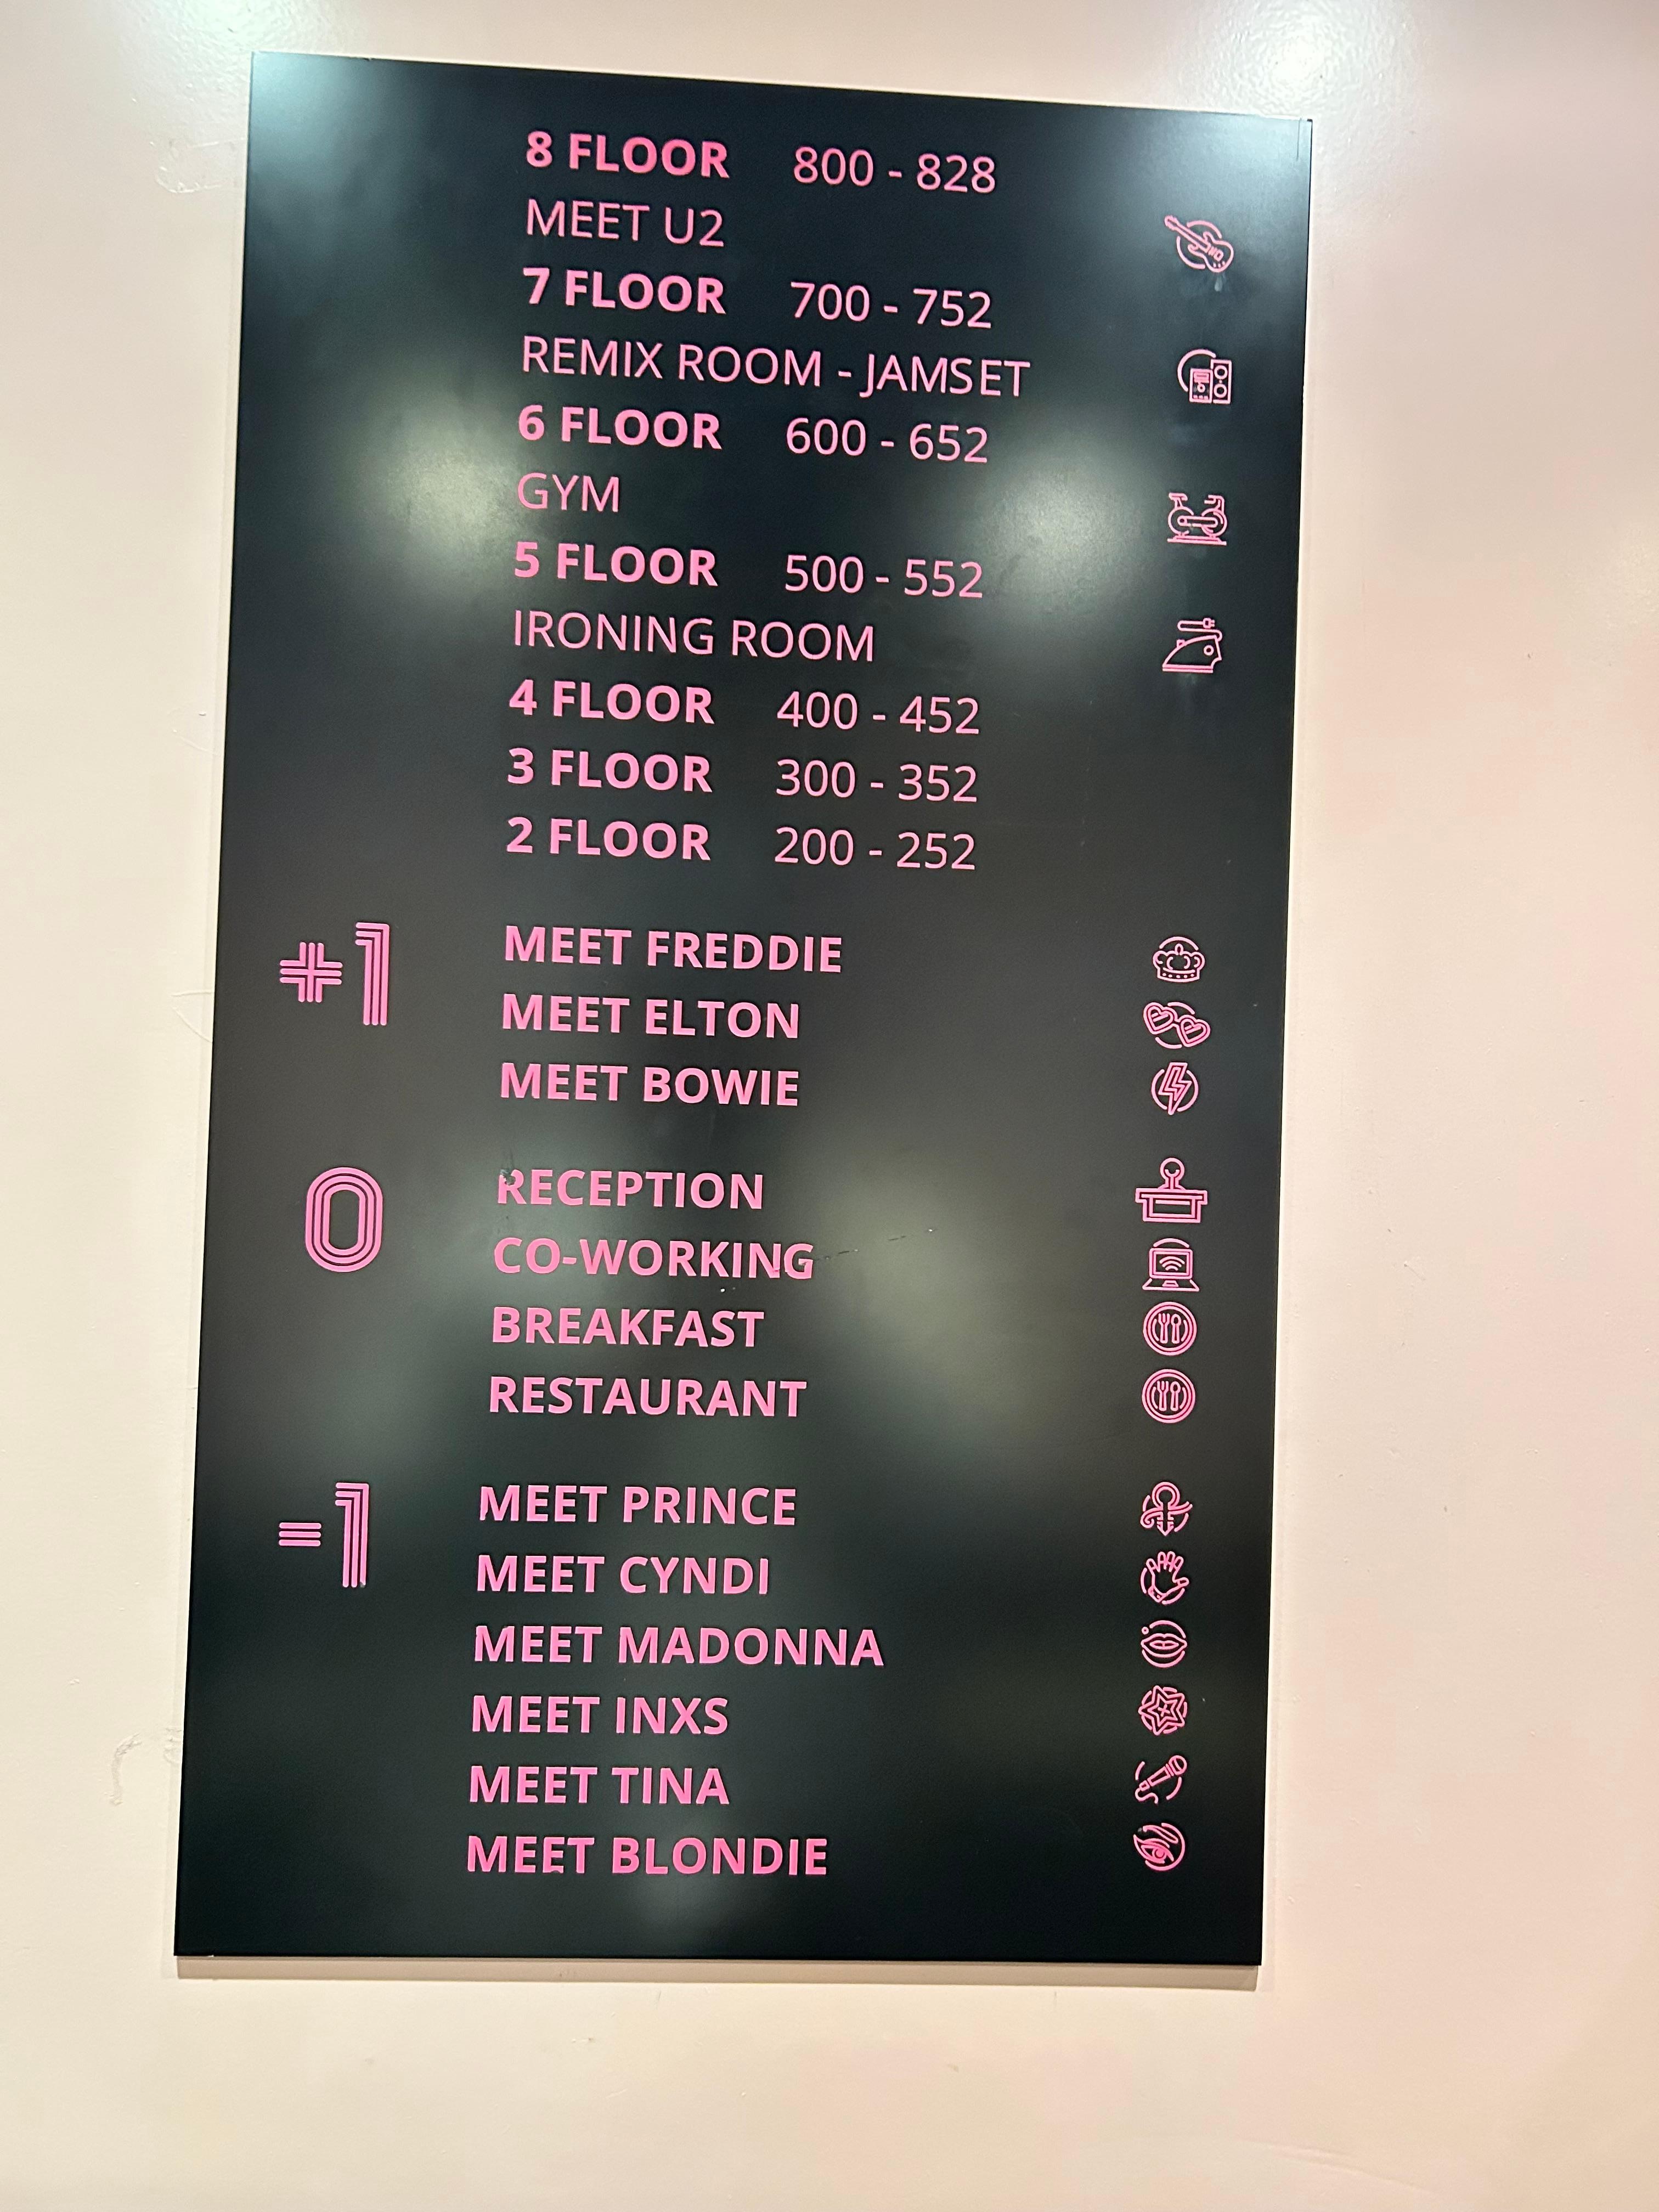 8 FLOOR 800 - 828
MEET U2
7 FLOOR 700 - 752
REMIX ROOM - JAMSET
6 FLOOR 600 - 652
GYM
5 FLOOR 500 - 552
IRONING ROOM
4 FLOOR 400 - 452
3 FLOOR 300 - 352
2 FLOOR 200 - 252
+1 MEET FREDDIE
MEET ELTON
MEET BOWIE
0 RECEPTION
CO-WORKING
BREAKFAST
RESTAURANT
-1 MEET PRINCE
MEET CYNDI
MEET MADONNA
MEET INXS
MEET TINA
MEET BLONDIE